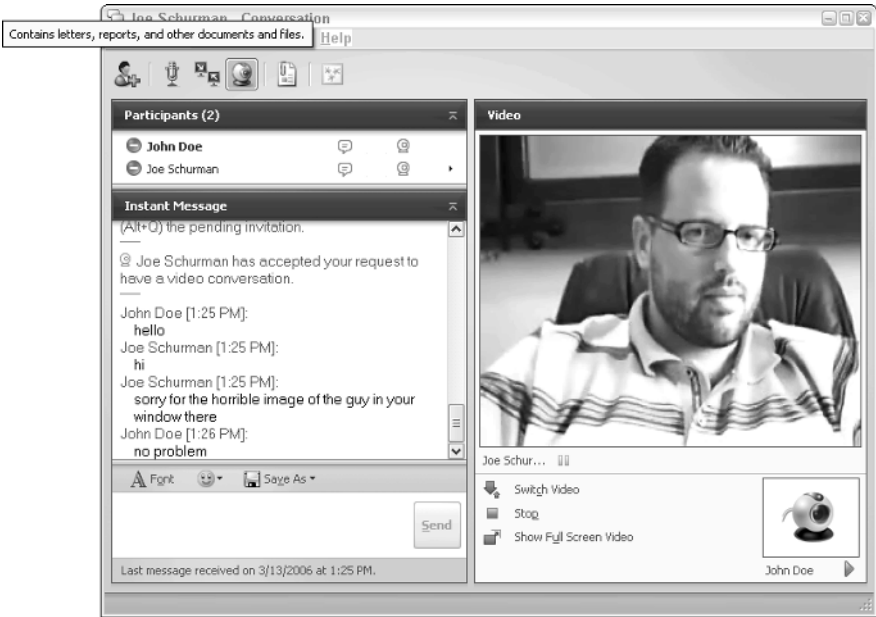 Joe Schurman Conversation
Contains letters, reports, and other documents and files.
Help
Participants (2)
John Doe
Joe Schurman
Instant Message
(Alt+Q) the pending invitation.
Joe Schurman has accepted your request to
have a video conversation.
John Doe [1:25 PM]:
hello
Joe Schurman [1:25 PM]:
hi
Joe Schurman [1:25 PM]:
sorry for the horrible image of the guy in your
window there
John Doe [1:26 PM]:
no problem
A Font
Save As
Send
Last message received on 3/13/2006 at 1:25 PM.
Video
Joe Schur...
Switch Video
Stop
Show Full Screen Video
John Doe